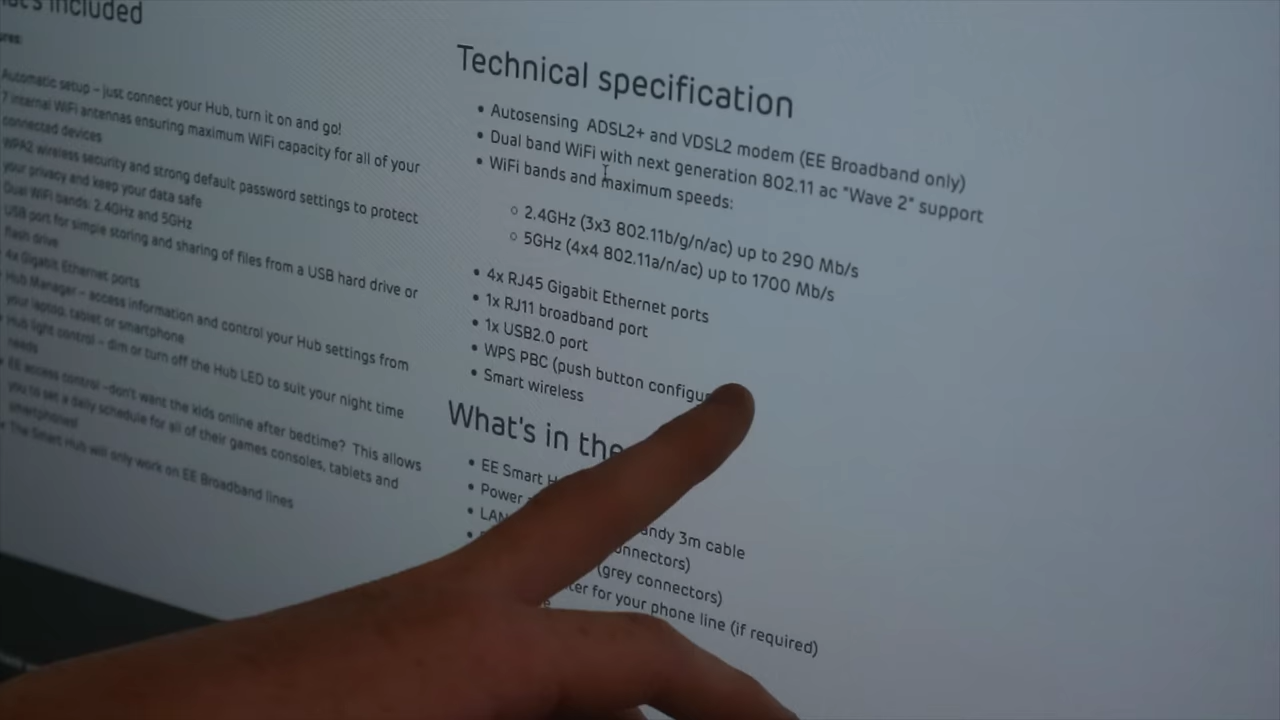 What's included
Automatic setup – just connect your Hub, turn it on and go!
7 internal WiFi antennas ensuring maximum WiFi capacity for all of your
connected devices
WPA2 wireless security and strong default password settings to protect
your privacy and keep your data safe
Dual WiFi bands: 2.4GHz and 5GHz
USB port for simple storing and sharing of files from a USB hard drive or
flash drive
4x Gigabit Ethernet ports
Hub Manager – access information and control your Hub settings from
your laptop, tablet or smartphone
Hub light control – dim or turn off the Hub LED to suit your night time
needs
EE access control –don't want the kids online after bedtime? This allows
you to set a daily schedule for all of their games consoles, tablets and
smartphones!
The Smart Hub will only work on EE Broadband lines
Technical specification
• Autosensing ADSL2+ and VDSL2 modem (EE Broadband only)
• Dual band WiFi with next generation 802.11 ac "Wave 2" support
• WiFi bands and maximum speeds:
○ 2.4GHz (3x3 802.11b/g/n/ac) up to 290 Mb/s
○ 5GHz (4x4 802.11a/n/ac) up to 1700 Mb/s
• 4x RJ45 Gigabit Ethernet ports
• 1x RJ11 broadband port
• 1x USB2.0 port
• WPS PBC (push button configu
• Smart wireless
What's in the
• EE Smart H
• Power
• LAN
andy 3m cable
onnectors)
(grey connectors)
ter for your phone line (if required)